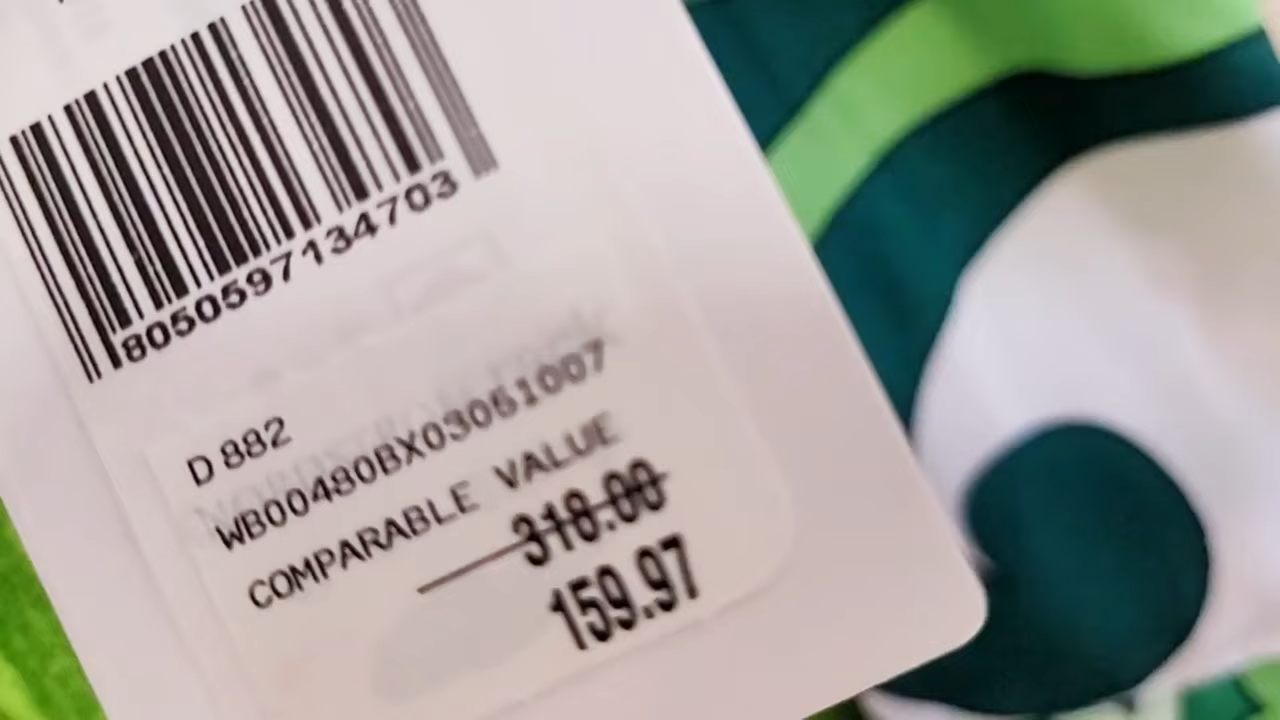 8050597134703
D 882
WB00480BX03061007
COMPARABLE VALUE
318.00
159.97